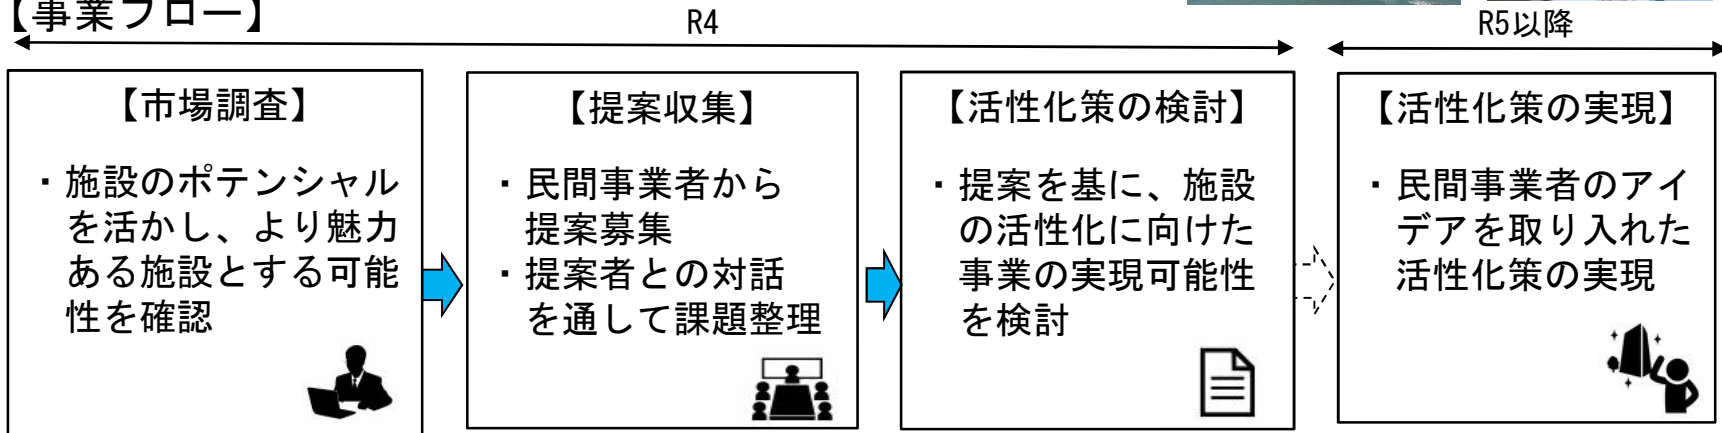 【事業フロー】
R4
R5以降
【市場調査】
・施設のポテンシャル
を活かし、より魅力
ある施設とする可能
性を確認
【提案収集】
・民間事業者から
提案募集
・提案者との対話
を通して課題整理
【活性化策の検討】
・提案を基に、施設
の活性化に向けた
事業の実現可能性
を検討
【活性化策の実現】
・民間事業者のアイ
デアを取り入れた
活性化策の実現